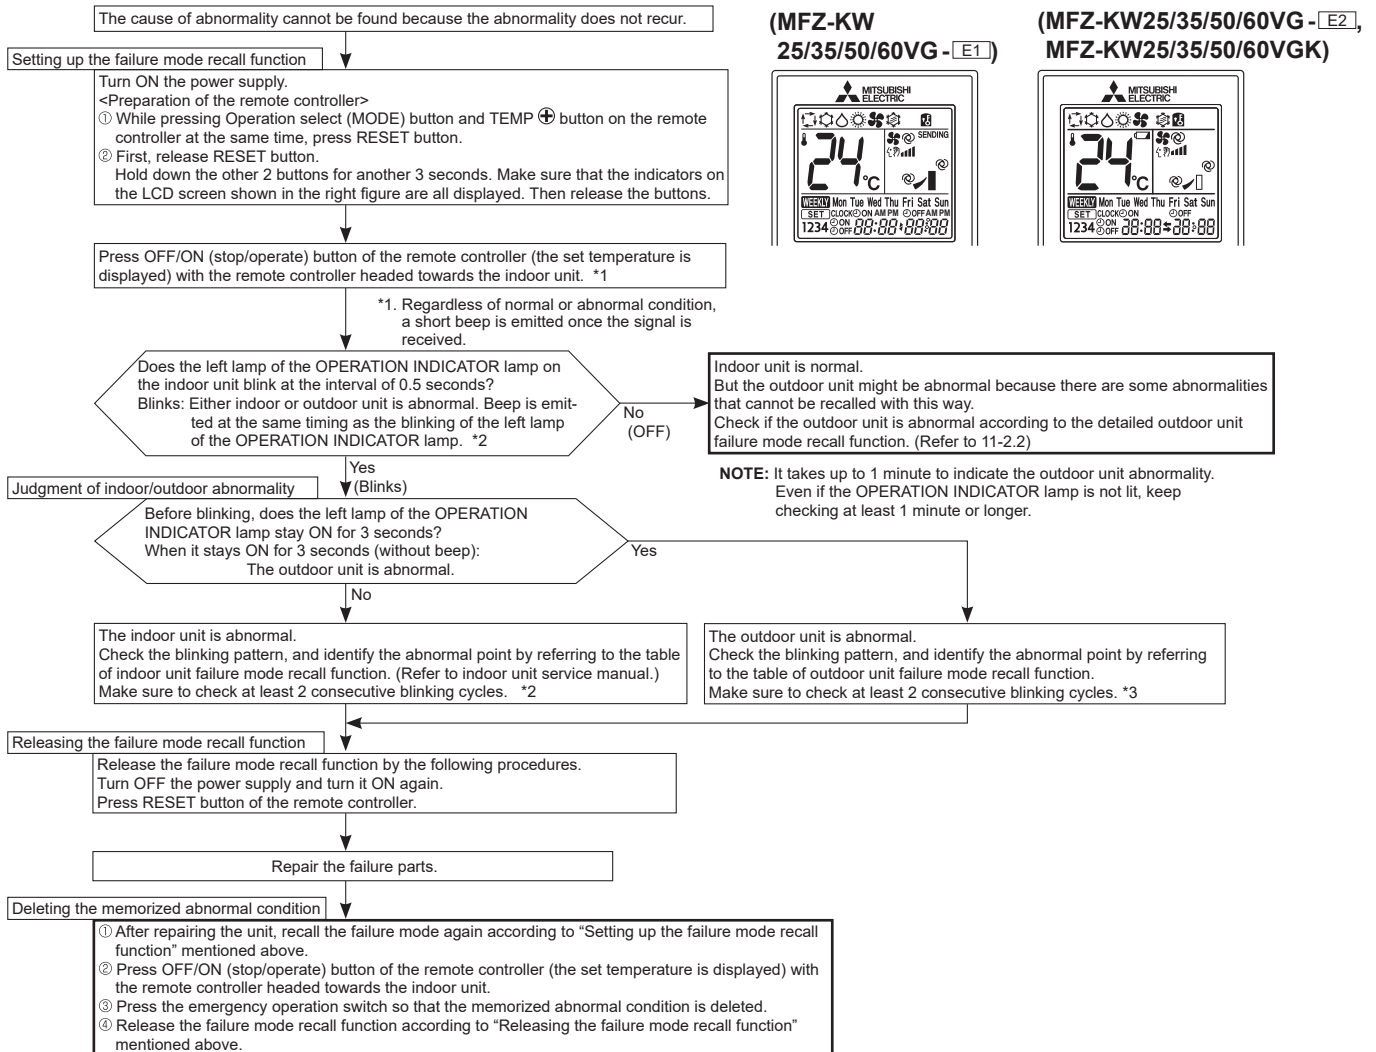 The cause of abnormality cannot be found because the abnormality does not recur.
Setting up the failure mode recall function
Turn ON the power supply.
<Preparation of the remote controller>
① While pressing Operation select (MODE) button and TEMP ⊕ button on the remote
controller at the same time, press RESET button.
② First, release RESET button.
Hold down the other 2 buttons for another 3 seconds. Make sure that the indicators on
the LCD screen shown in the right figure are all displayed. Then release the buttons.
(MFZ-KW
25/35/50/60VG - E1 )
MITSUBISHI
ELECTRIC
SENDING
24°C
WEEKLY Mon Tue Wed Thu Fri Sat Sun
SET CLOCK ON AM PM OFF AM PM
1234 ON OFF 88:88 88:88
(MFZ-KW25/35/50/60VG - E2 ,
MFZ-KW25/35/50/60VGK)
MITSUBISHI
ELECTRIC
24°C
WEEKLY Mon Tue Wed Thu Fri Sat Sun
SET CLOCK ON OFF
1234 ON OFF 88:88 88:88
Press OFF/ON (stop/operate) button of the remote controller (the set temperature is
displayed) with the remote controller headed towards the indoor unit. *1
*1. Regardless of normal or abnormal condition,
a short beep is emitted once the signal is
received.
Does the left lamp of the OPERATION INDICATOR lamp on
the indoor unit blink at the interval of 0.5 seconds?
Blinks: Either indoor or outdoor unit is abnormal. Beep is emit-
ted at the same timing as the blinking of the left lamp
of the OPERATION INDICATOR lamp. *2
No
(OFF)
Indoor unit is normal.
But the outdoor unit might be abnormal because there are some abnormalities
that cannot be recalled with this way.
Check if the outdoor unit is abnormal according to the detailed outdoor unit
failure mode recall function. (Refer to 11-2.2)
NOTE: It takes up to 1 minute to indicate the outdoor unit abnormality.
Even if the OPERATION INDICATOR lamp is not lit, keep
checking at least 1 minute or longer.
Yes
(Blinks)
Judgment of indoor/outdoor abnormality
Before blinking, does the left lamp of the OPERATION
INDICATOR lamp stay ON for 3 seconds?
When it stays ON for 3 seconds (without beep):
The outdoor unit is abnormal.
Yes
No
The indoor unit is abnormal.
Check the blinking pattern, and identify the abnormal point by referring to the table
of indoor unit failure mode recall function. (Refer to indoor unit service manual.)
Make sure to check at least 2 consecutive blinking cycles. *2
The outdoor unit is abnormal.
Check the blinking pattern, and identify the abnormal point by referring
to the table of outdoor unit failure mode recall function.
Make sure to check at least 2 consecutive blinking cycles. *3
Releasing the failure mode recall function
Release the failure mode recall function by the following procedures.
Turn OFF the power supply and turn it ON again.
Press RESET button of the remote controller.
Repair the failure parts.
Deleting the memorized abnormal condition
① After repairing the unit, recall the failure mode again according to “Setting up the failure mode recall
function” mentioned above.
② Press OFF/ON (stop/operate) button of the remote controller (the set temperature is displayed) with
the remote controller headed towards the indoor unit.
③ Press the emergency operation switch so that the memorized abnormal condition is deleted.
④ Release the failure mode recall function according to “Releasing the failure mode recall function”
mentioned above.